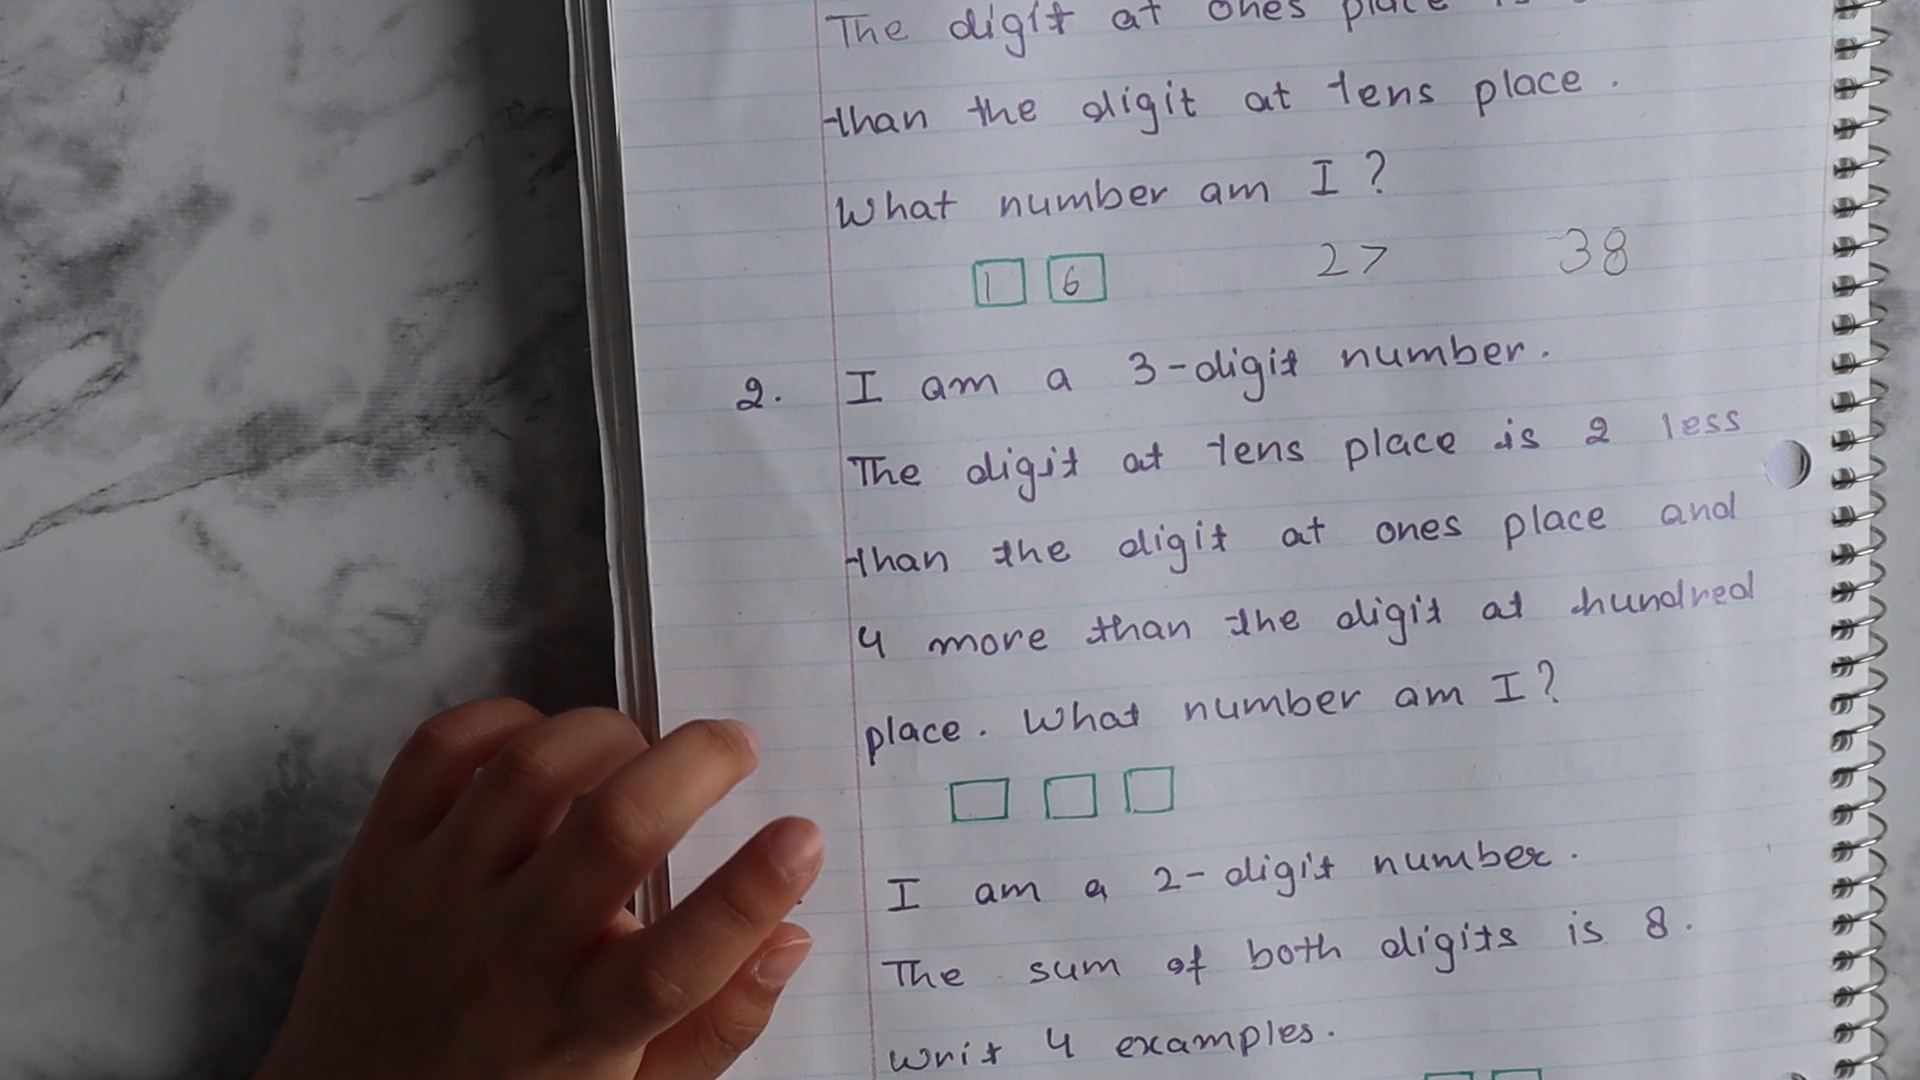 The digit at ones place
than the digit at tens place.
What number am I?
1 6 27 38
2. I am a 3-digit number.
The digit at tens place is 2 less
than the digit at ones place and
4 more than the digit at hundred
place. What number am I?
I am a 2-digit number.
The sum of both digits is 8.
writ 4 examples.